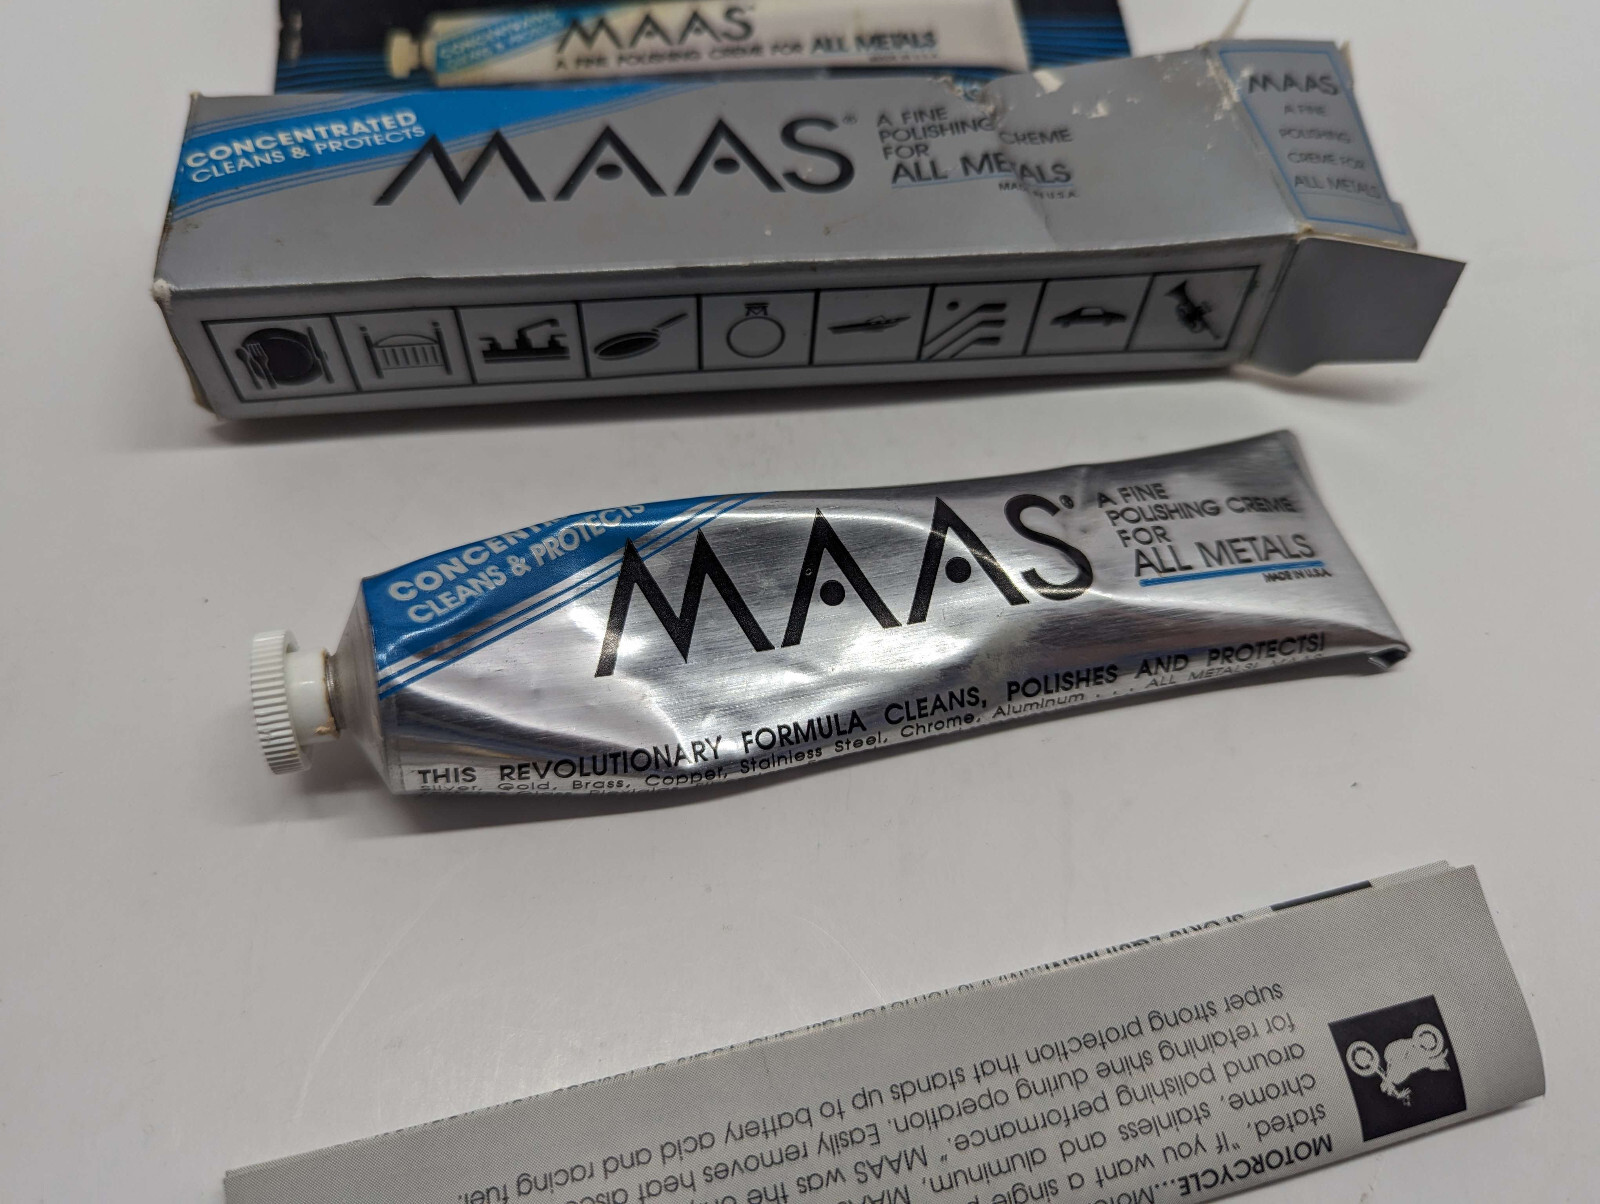 MAAS
A FINE POLISHING CREME FOR ALL METALS
CONCENTRATED
CLEANS & PROTECTS
MAAS®
A FINE
POLISHING CREME
FOR
ALL METALS
MADE IN U.S.A.
MAAS
A FINE
POLISHING
CREME FOR
ALL METALS
CLEANS & PROTECTS
MAAS®
A FINE
POLISHING CREME
FOR
ALL METALS
MADE IN U.S.A.
THIS REVOLUTIONARY FORMULA CLEANS, POLISHES AND PROTECTS!
Silver, Gold, Brass, Copper, Stainless Steel, Chrome, Aluminum . . . ALL METALS!
MOTORCYCLE...
stated, "If you want a single
chrome, stainless and aluminum,
around polishing performance." MAAS was the
for retaining shine during operation. Easily removes heat
super strong protection that stands up to battery acid and racing fuel.